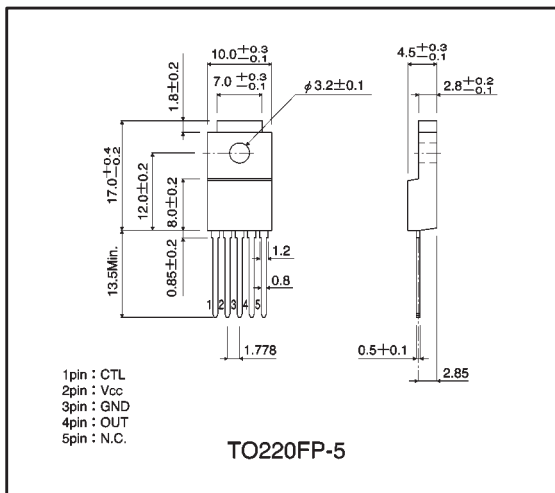 10.0 +0.3 -0.1
7.0 +0.3 -0.1
φ3.2±0.1
4.5 +0.3 -0.1
2.8 +0.2 -0.1
1.8±0.2
17.0 +0.4 -0.2
12.0±0.2
8.0±0.2
13.5Min.
0.85±0.2
1.2
0.8
1 2 3 4 5
1.778
0.5+0.1
2.85
1pin : CTL
2pin : Vcc
3pin : GND
4pin : OUT
5pin : N.C.
TO220FP-5